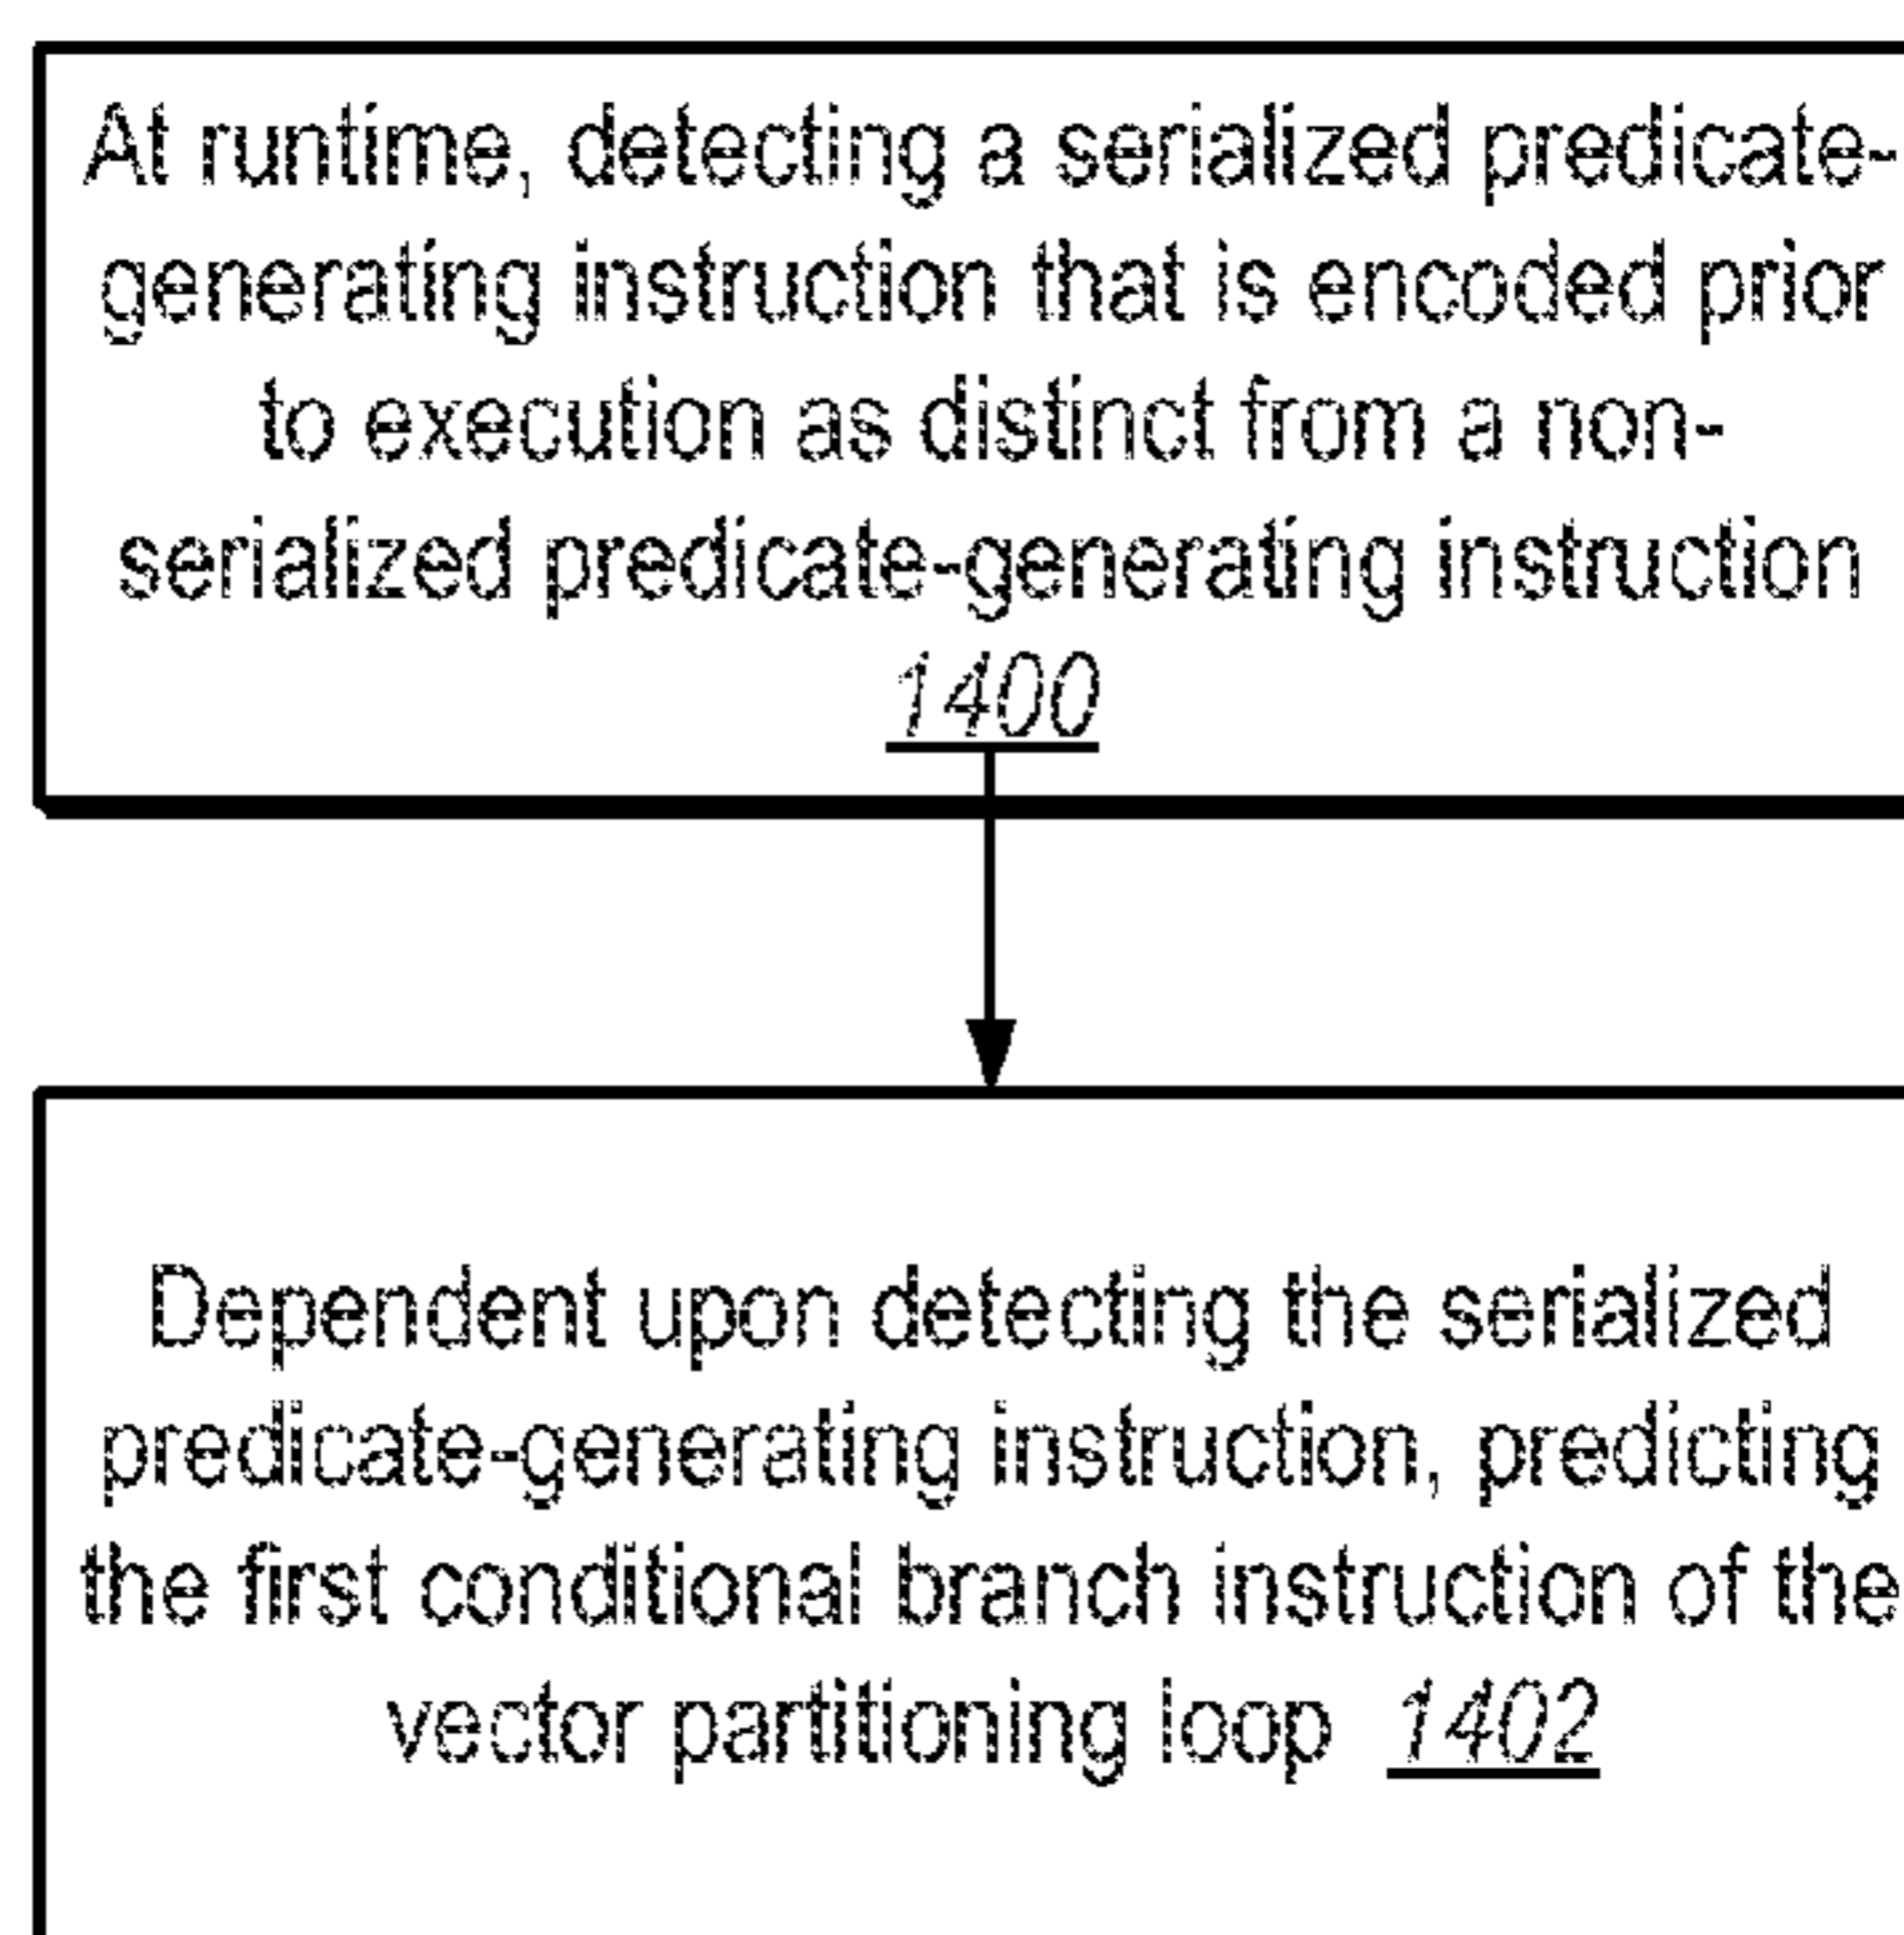 At runtime, detecting a serialized predicate-
generating instruction that is encoded prior
to execution as distinct from a non-
serialized predicate-generating instruction
1400
Dependent upon detecting the serialized
predicate-generating instruction, predicting
the first conditional branch instruction of the
vector partitioning loop 1402